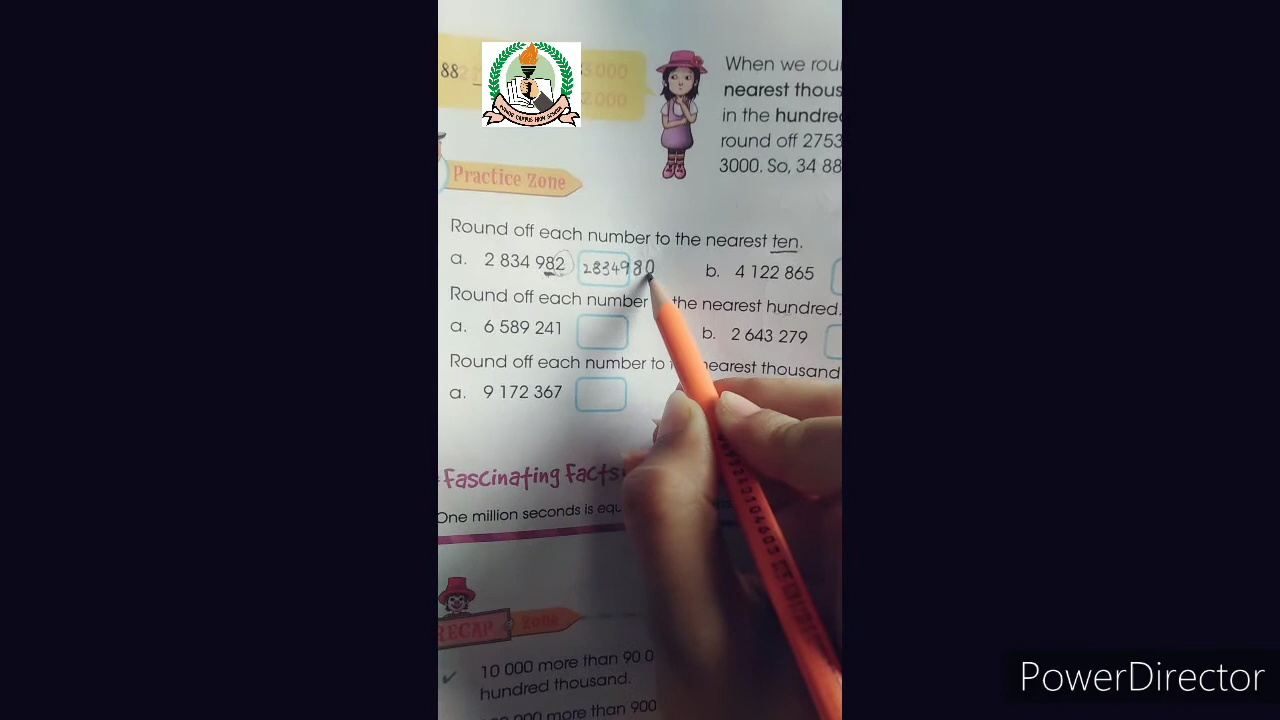 88
3000
2000
When we rou
nearest thous
in the hundre
round off 2753
3000. So, 34 88
Practice Zone
Round off each number to the nearest ten.
a. 2 834 982 2834980 b. 4 122 865
Round off each number the nearest hundred.
a. 6 589 241 b. 2 643 279
Round off each number to nearest thousand
a. 9 172 367
Fascinating Facts
One million seconds is equ
RECAP Zone
10 000 more than 90 0
hundred thousand.
000 more than 900
PowerDirector